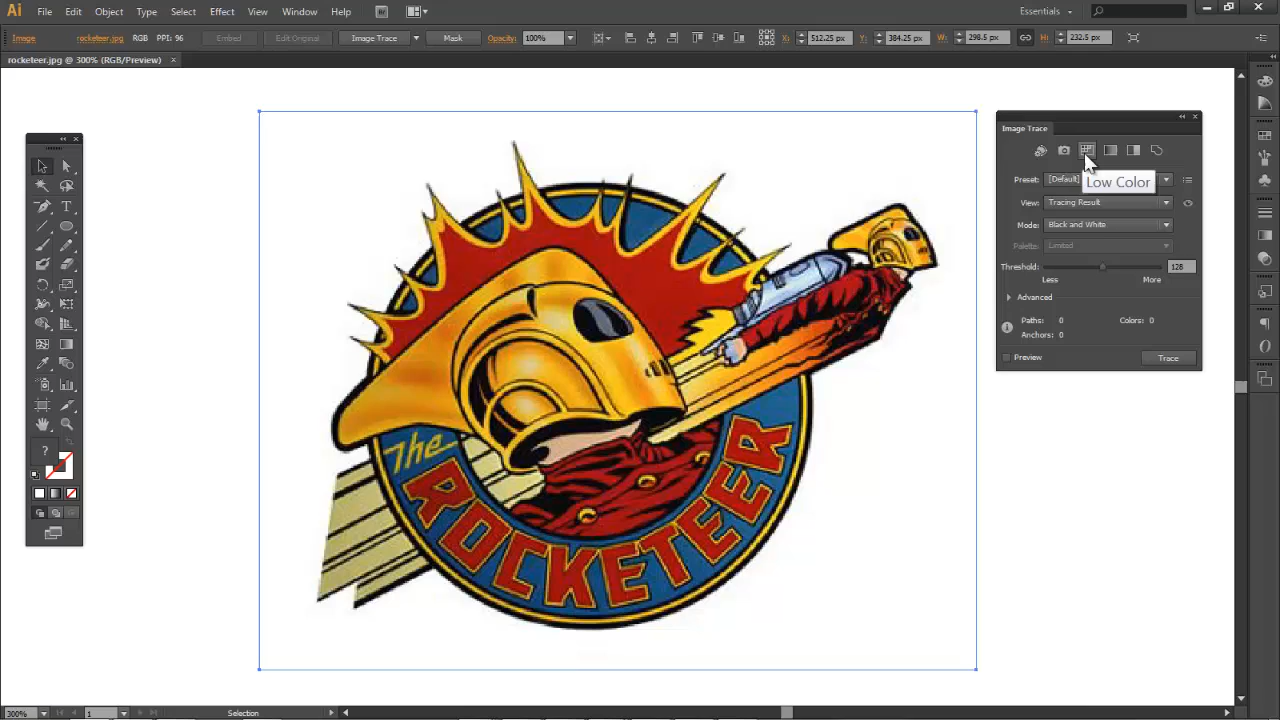 Ai File Edit Object Type Select Effect View Window Help Br Essentials
Image rocketeer.jpg RGB PPI: 96 Embed Edit Original Image Trace Mask Opacity: 100% X: 512.25 px Y: 384.25 px W: 298.5 px H: 232.5 px
rocketeer.jpg @ 300% (RGB/Preview) ×
Image Trace
Preset: [Default]
Low Color
View: Tracing Result
Mode: Black and White
Palette: Limited
Threshold: 128
Less More
Advanced
Paths: 0 Colors: 0
Anchors: 0
Preview Trace
The
ROCKETEER
?
300% 1 Selection